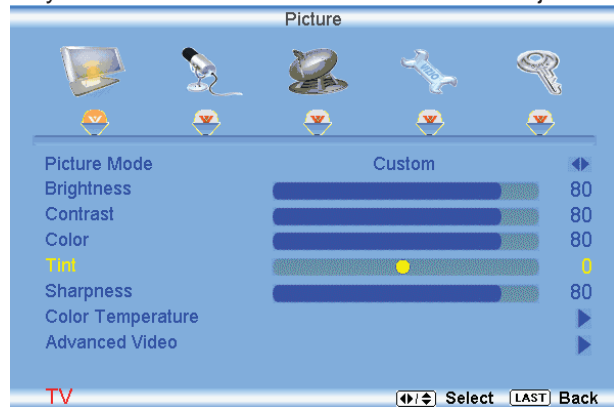 Picture
VIZIO
Picture Mode Custom
Brightness 80
Contrast 80
Color 80
Tint 0
Sharpness 80
Color Temperature
Advanced Video
TV Select LAST Back